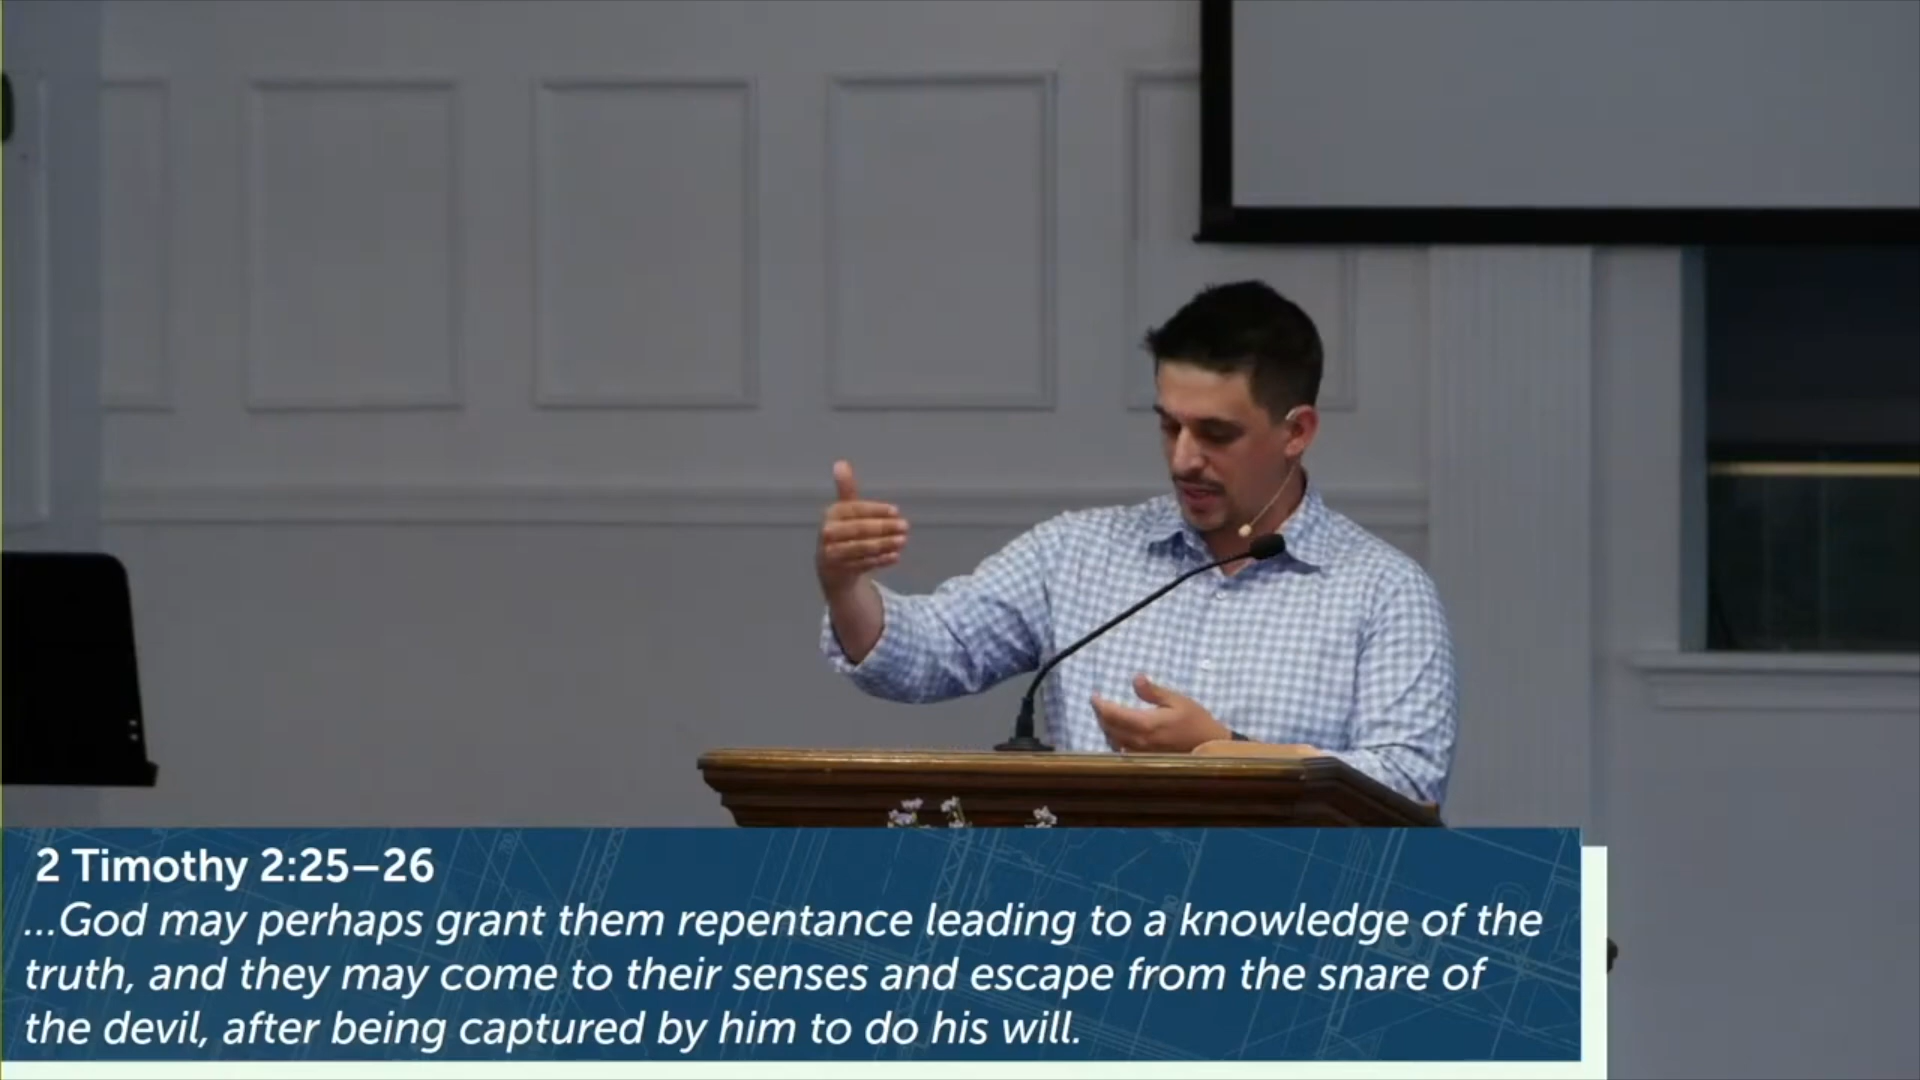 2 Timothy 2:25–26
...God may perhaps grant them repentance leading to a knowledge of the
truth, and they may come to their senses and escape from the snare of
the devil, after being captured by him to do his will.